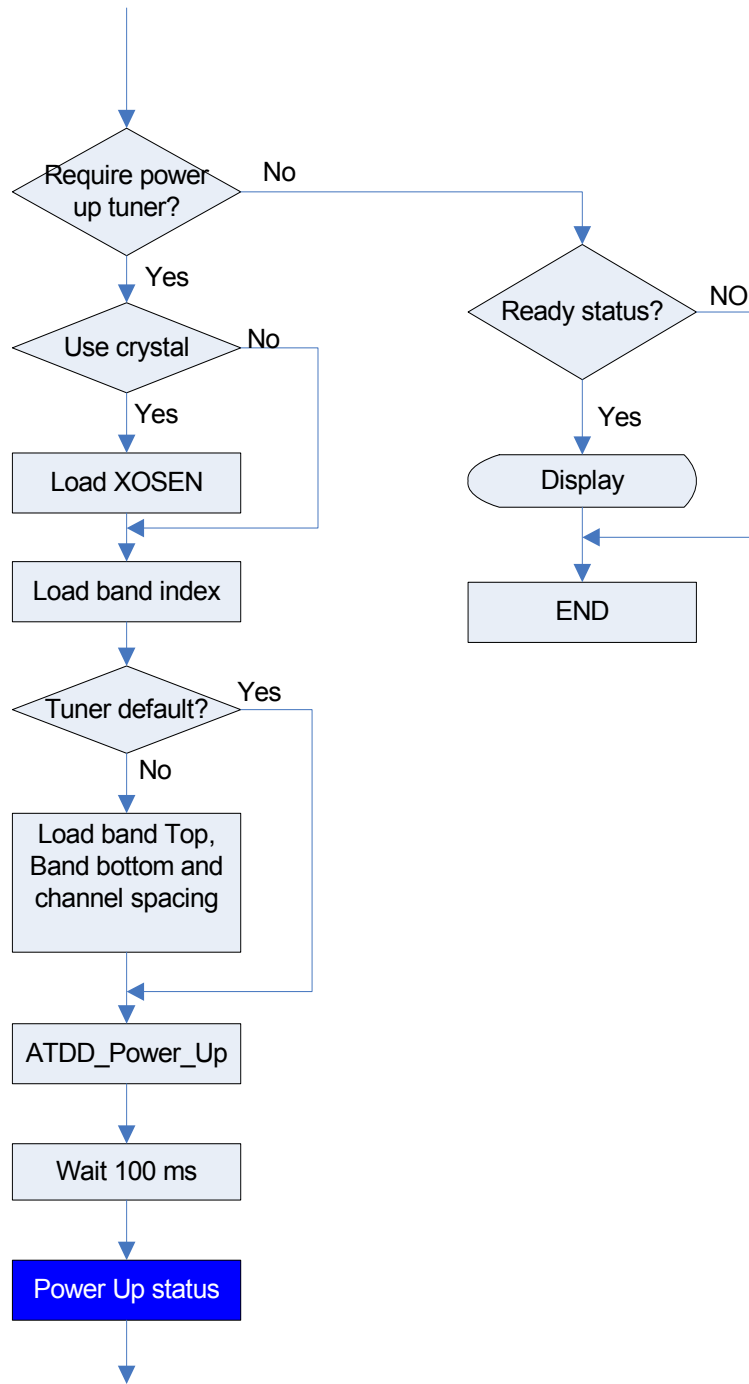 Require power
up tuner?
No
Yes
Ready status?
NO
Use crystal
No
Yes
Yes
Load XOSEN
Display
Load band index
END
Tuner default?
Yes
No
Load band Top,
Band bottom and
channel spacing
ATDD_Power_Up
Wait 100 ms
Power Up status